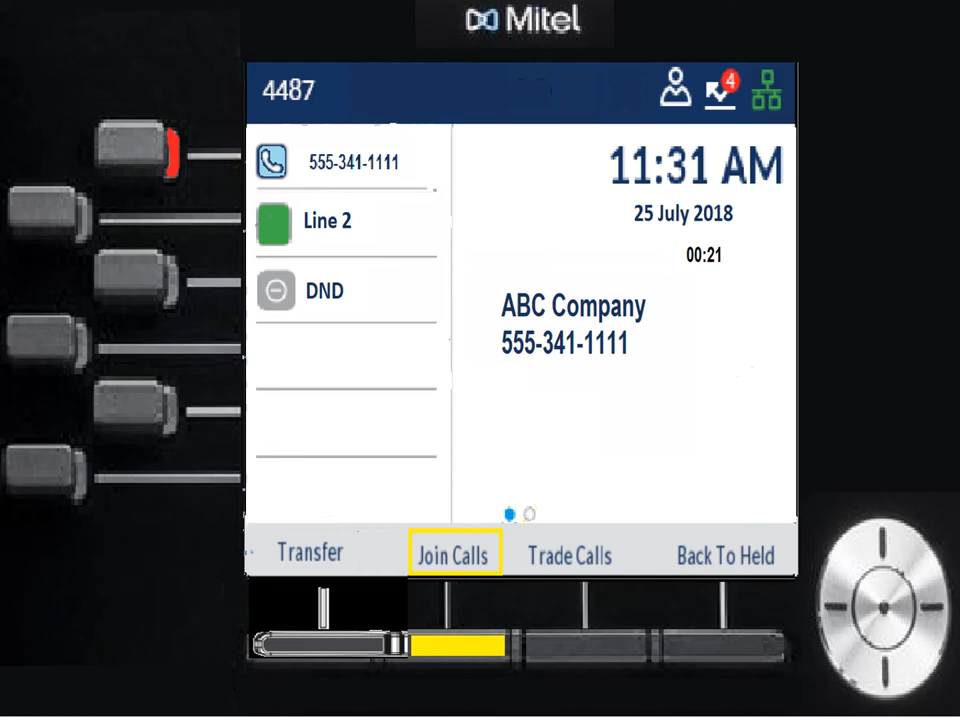 Mitel
4487
4
555-341-1111
Line 2
DND
11:31 AM
25 July 2018
00:21
ABC Company
555-341-1111
Transfer Join Calls Trade Calls Back To Held